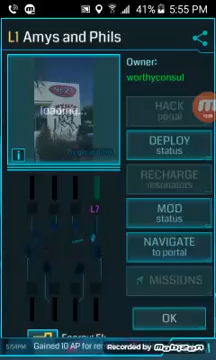 41% 5:55 PM
L1 Amys and Phils
Owner:
worthyconsul
loading...
HACK
portal
DEPLOY
status
RECHARGE
resonators
L7
MOD
status
NAVIGATE
to portal
MISSIONS
OK
Gained 10 AP for
Recorded by Mobizen